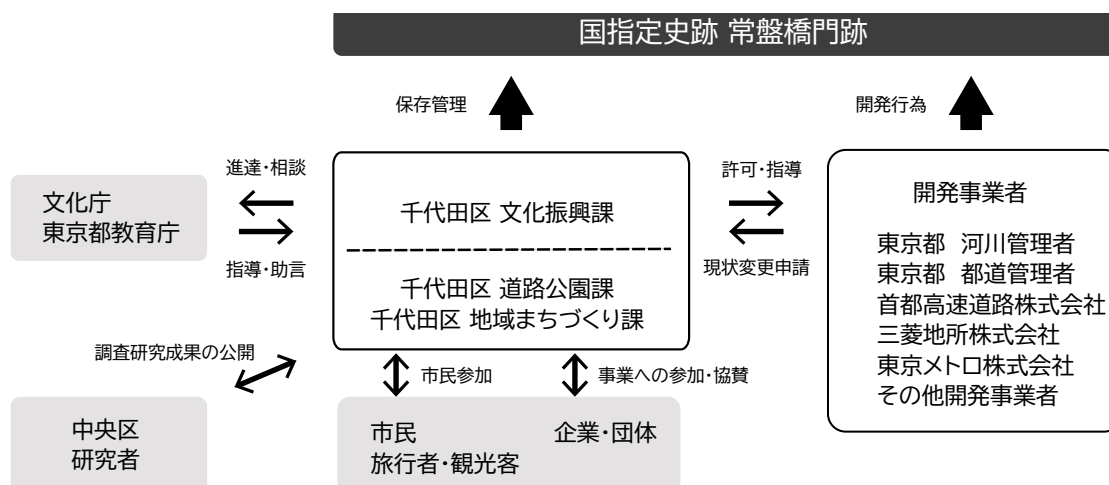 国指定史跡 常盤橋門跡
保存管理
開発行為
進達・相談
文化庁
東京都教育庁
指導・助言
千代田区 文化振興課
千代田区 道路公園課
千代田区 地域まちづくり課
許可・指導
現状変更申請
開発事業者
東京都 河川管理者
東京都 都道管理者
首都高速道路株式会社
三菱地所株式会社
東京メトロ株式会社
その他開発事業者
調査研究成果の公開
市民参加
事業への参加・協賛
中央区
研究者
市民
旅行者・観光客
企業・団体